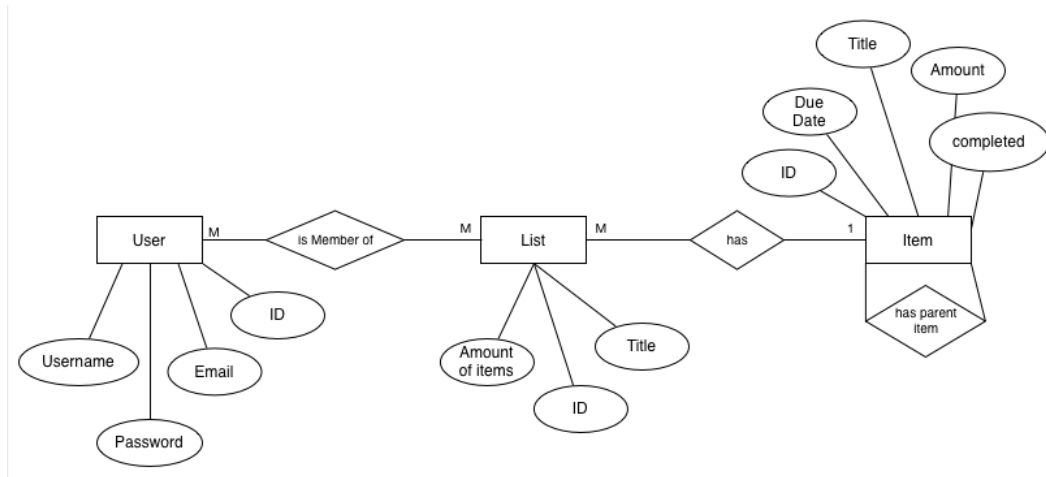 Title
Amount
Due
Date
completed
ID
User
M
is Member of
M
List
M
has
1
Item
ID
has parent
item
Username
Email
Amount
of items
Title
ID
Password